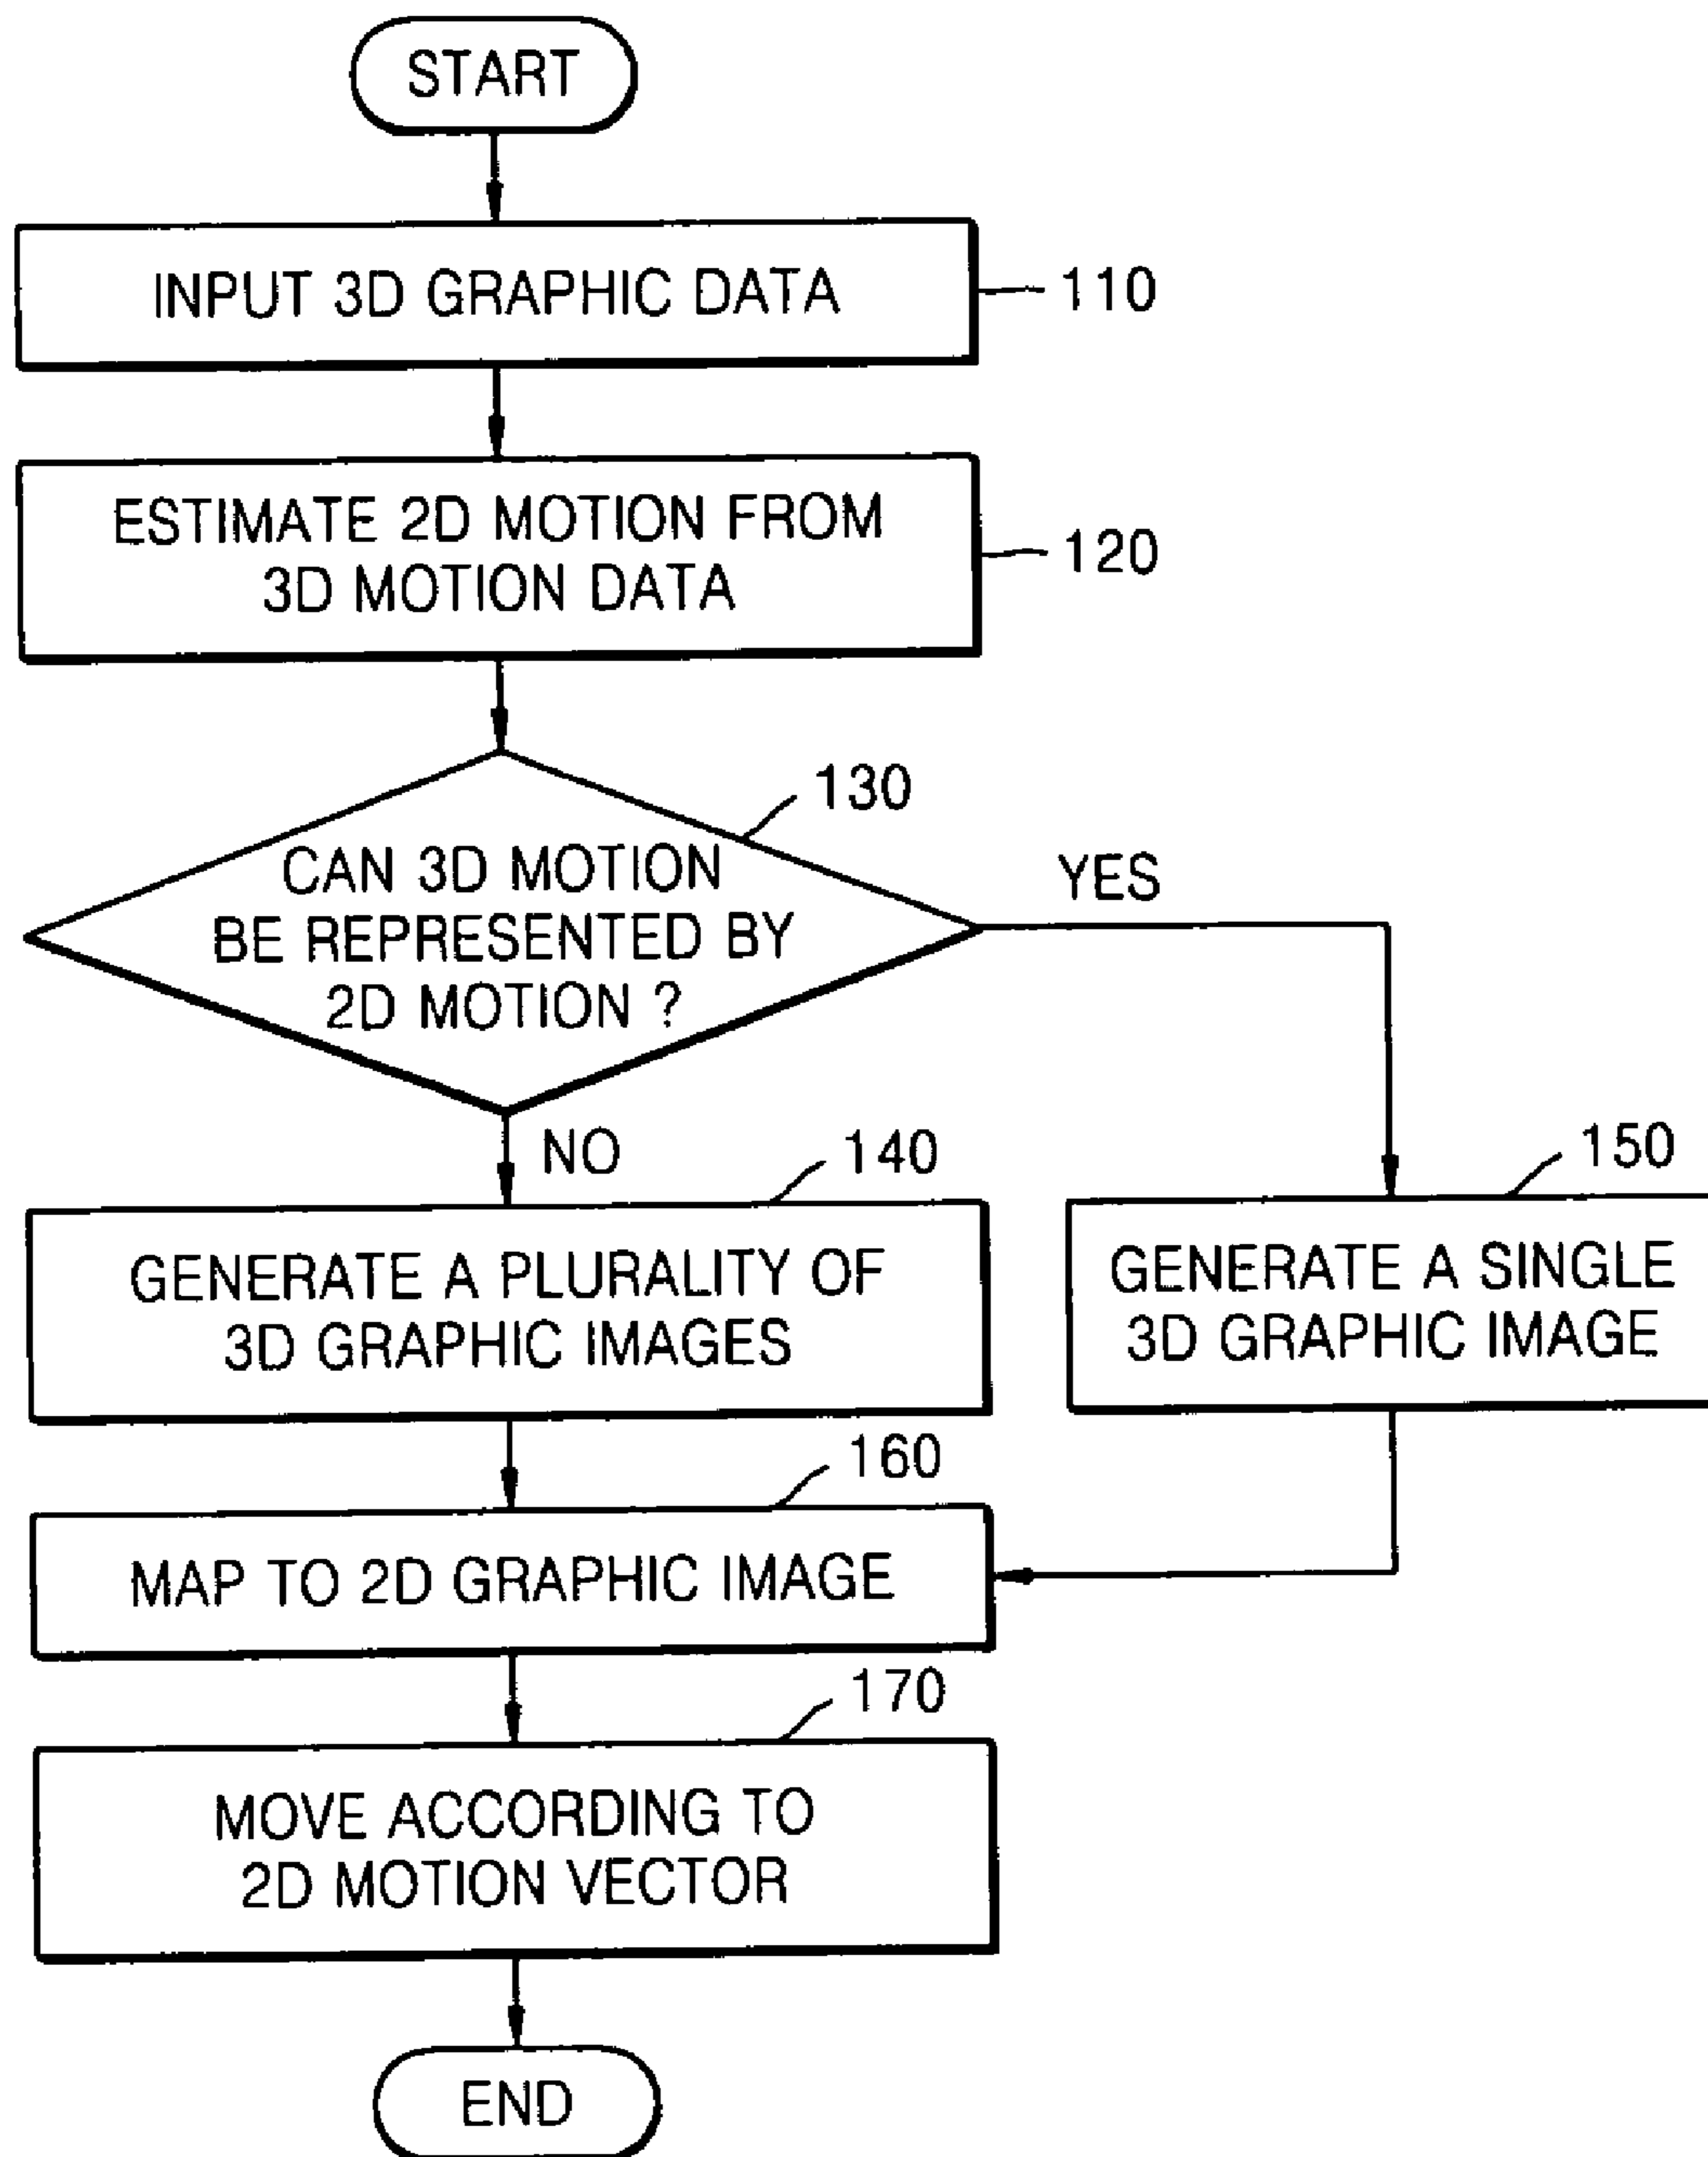 START
INPUT 3D GRAPHIC DATA
110
ESTIMATE 2D MOTION FROM
3D MOTION DATA
120
130
CAN 3D MOTION
BE REPRESENTED BY
2D MOTION ?
YES
NO
140
GENERATE A PLURALITY OF
3D GRAPHIC IMAGES
150
GENERATE A SINGLE
3D GRAPHIC IMAGE
160
MAP TO 2D GRAPHIC IMAGE
170
MOVE ACCORDING TO
2D MOTION VECTOR
END